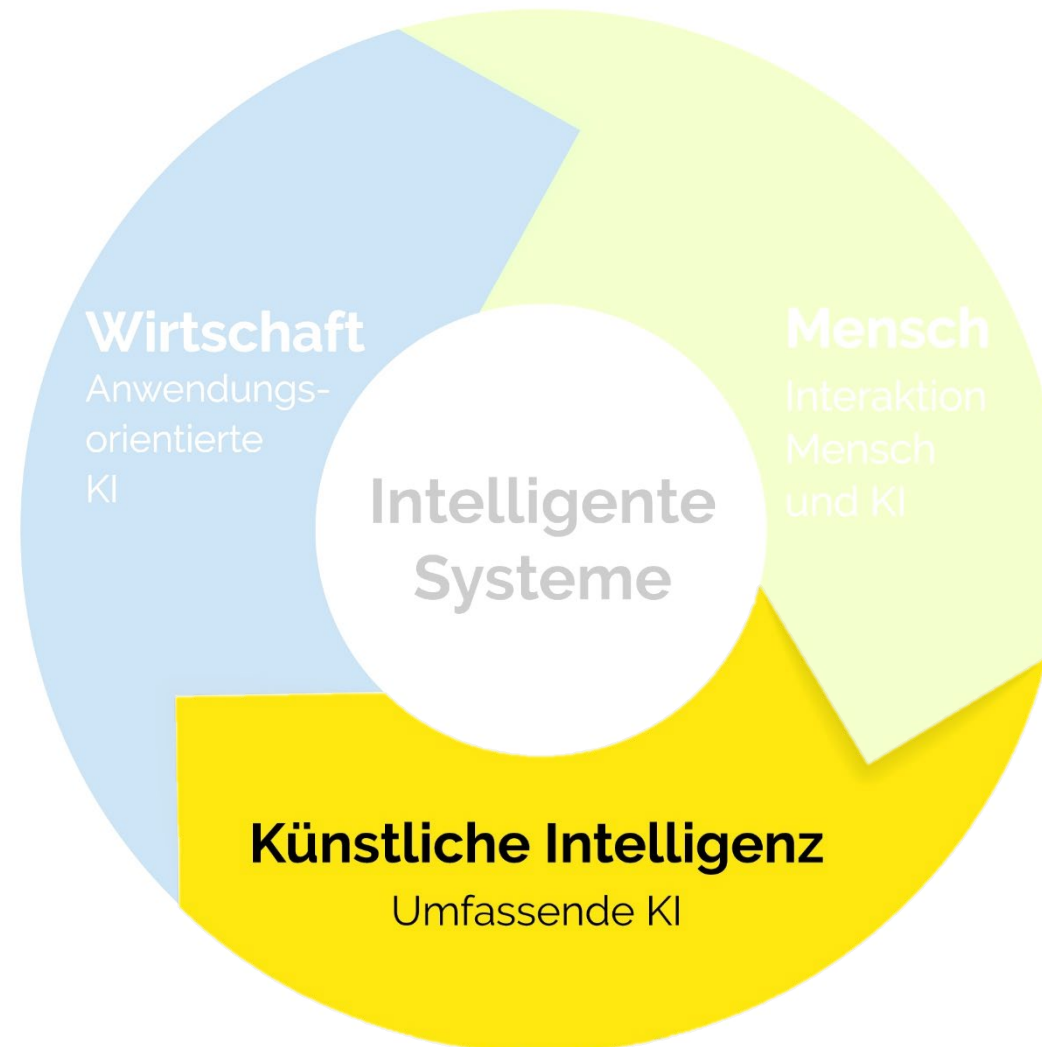 Wirtschaft
Anwendungs-
orientierte
KI
Mensch
Interaktion
Mensch
und KI
Intelligente
Systeme
Künstliche Intelligenz
Umfassende KI